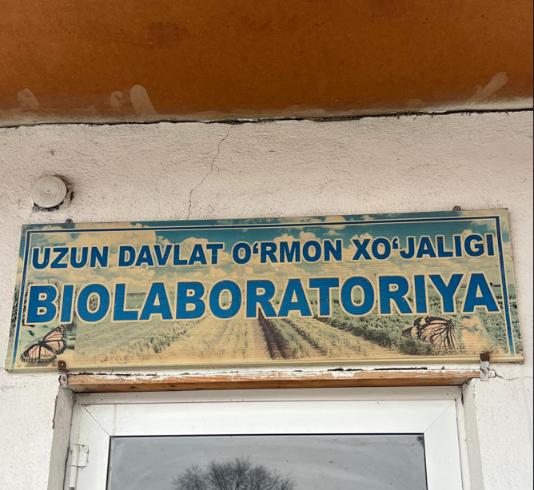 UZUN DAVLAT O‘RMON XO‘JALIGI
BIOLABORATORIYA